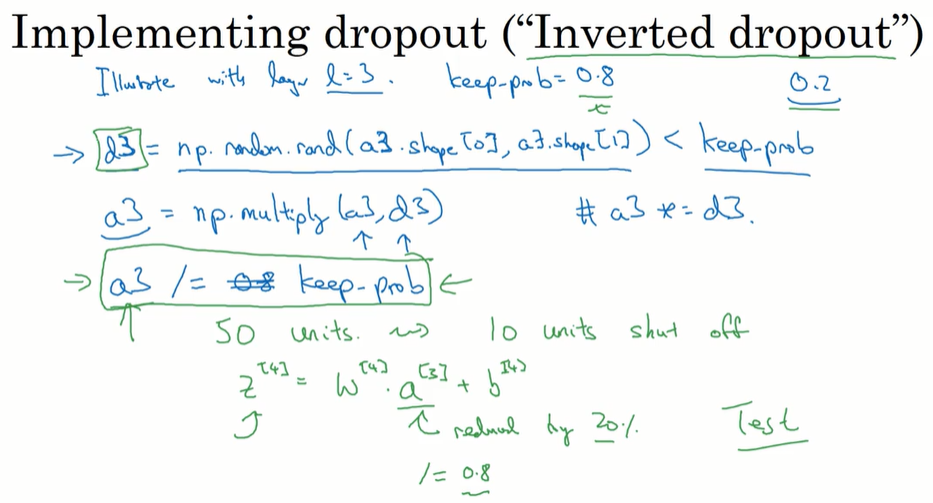 Implementing dropout (“Inverted dropout”)
Illustrate with layer l=3. keep-prob= 0.8 0.2
→ d3 = np.random.rand(a3.shape[0], a3.shape[1]) < keep-prob
a3 = np.multiply(a3, d3) # a3 *= d3.
→ a3 /= 0.8 keep-prob ←
50 units. ⇝ 10 units shut off
z^[4] = W^[4] · a^[3] + b^[4]
reduced by 20%. Test
/= 0.8